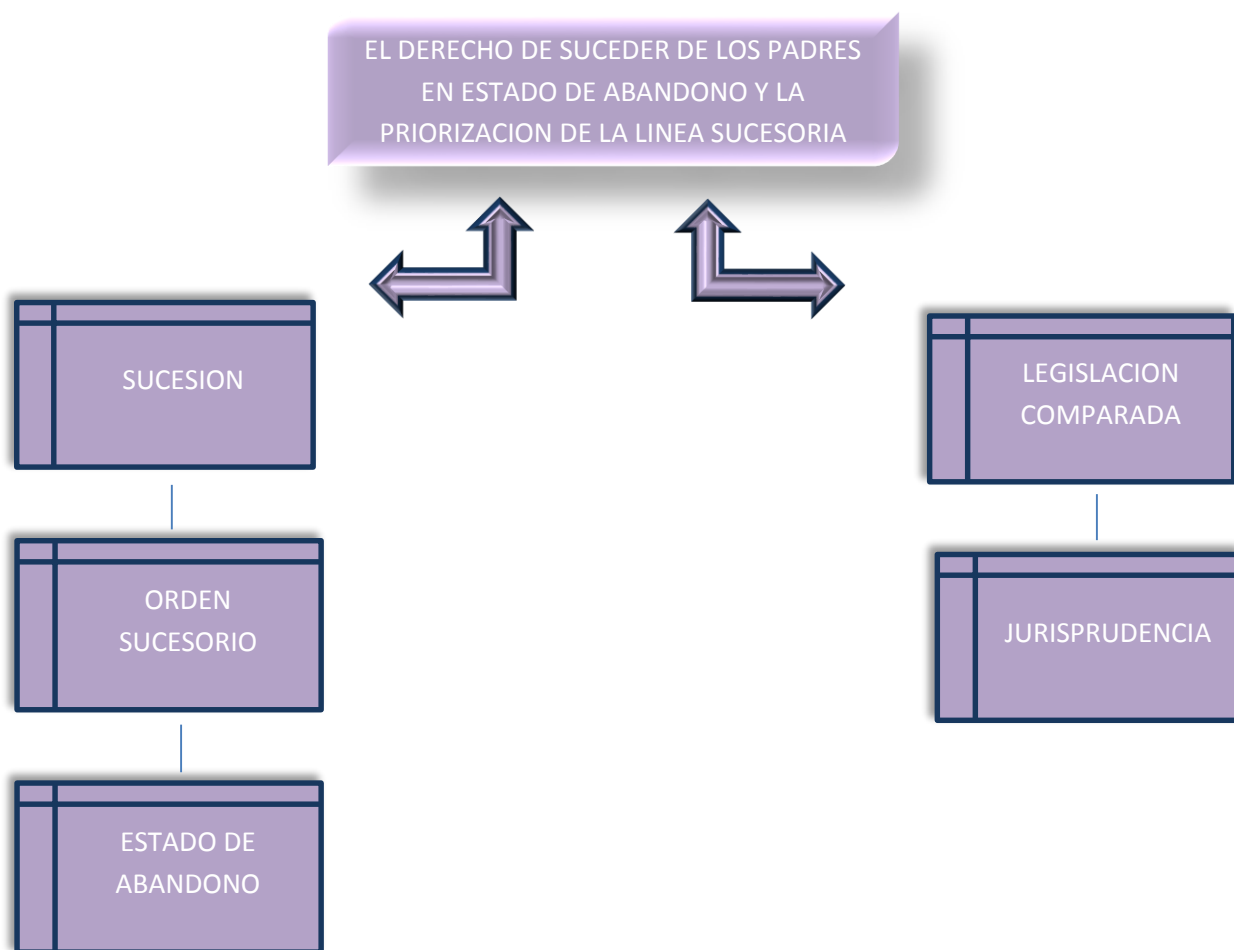 EL DERECHO DE SUCEDER DE LOS PADRES
EN ESTADO DE ABANDONO Y LA
PRIORIZACION DE LA LINEA SUCESORIA
SUCESION
ORDEN
SUCESORIO
ESTADO DE
ABANDONO
LEGISLACION
COMPARADA
JURISPRUDENCIA